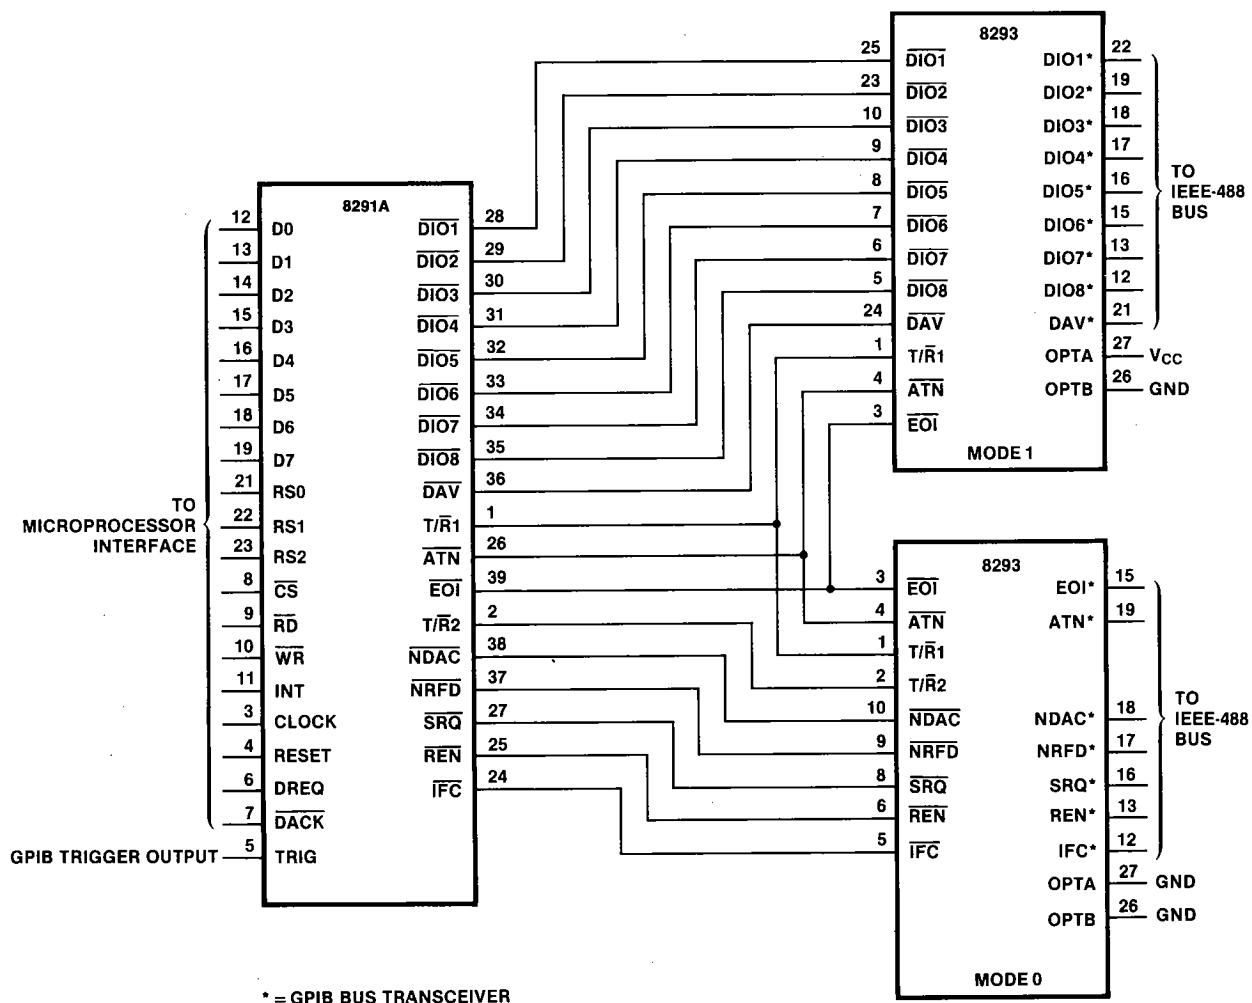 8293
25 DIO1 DIO1* 22
23 DIO2 DIO2* 19
10 DIO3 DIO3* 18
9 DIO4 DIO4* 17
8 DIO5 DIO5* 16
7 DIO6 DIO6* 15
6 DIO7 DIO7* 13
5 DIO8 DIO8* 12
24 DAV DAV* 21
1 T/R̅1 OPTA 27 VCC
4 ATN OPTB 26 GND
3 EOI
MODE 1
TO
IEEE-488
BUS
8291A
12 D0 DIO1 28
13 D1 DIO2 29
14 D2 DIO3 30
15 D3 DIO4 31
16 D4 DIO5 32
17 D5 DIO6 33
18 D6 DIO7 34
19 D7 DIO8 35
21 RS0 DAV 36
22 RS1 T/R̅1 1
23 RS2 ATN 26
8 CS EOI 39
9 RD T/R̅2 2
10 WR NDAC 38
11 INT NRFD 37
3 CLOCK SRQ 27
4 RESET REN 25
6 DREQ IFC 24
7 DACK
GPIB TRIGGER OUTPUT 5 TRIG
TO
MICROPROCESSOR
INTERFACE
8293
3 EOI EOI* 15
4 ATN ATN* 19
1 T/R̅1
2 T/R̅2
10 NDAC NDAC* 18
9 NRFD NRFD* 17
8 SRQ SRQ* 16
6 REN REN* 13
5 IFC IFC* 12
OPTA 27 GND
OPTB 26 GND
MODE 0
TO
IEEE-488
BUS
* = GPIB BUS TRANSCEIVER